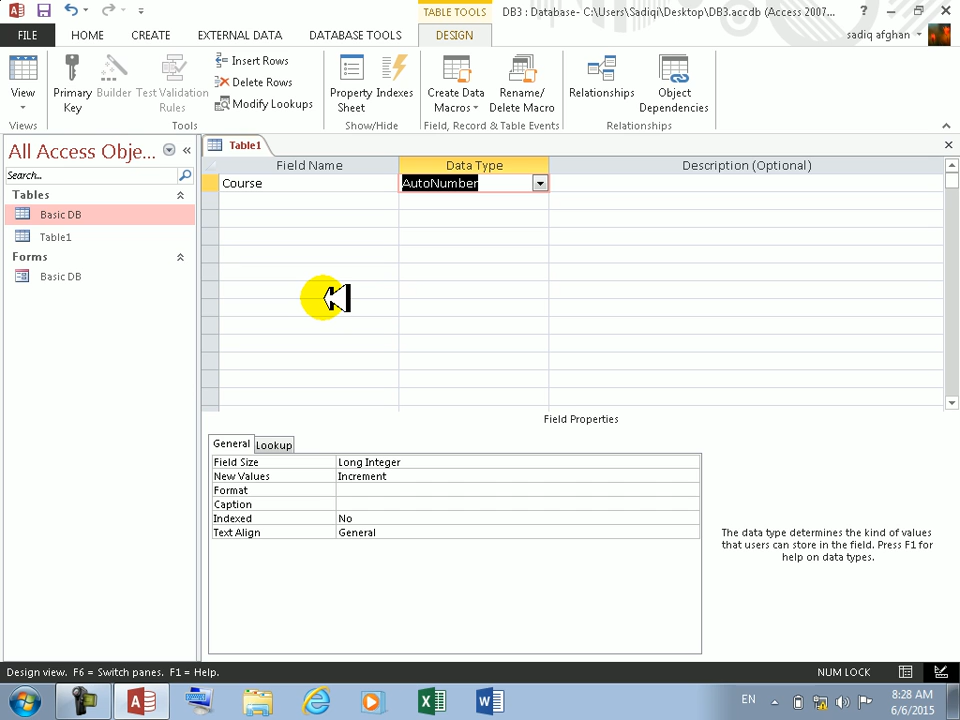 TABLE TOOLS
DB3 : Database- C:\Users\Sadiqi\Desktop\DB3.accdb (Access 2007...
FILE HOME CREATE EXTERNAL DATA DATABASE TOOLS DESIGN
sadiq afghan
View
Primary Key
Builder
Test Validation Rules
Insert Rows
Delete Rows
Modify Lookups
Property Sheet
Indexes
Create Data Macros
Rename/ Delete Macro
Relationships
Object Dependencies
Views Tools Show/Hide Field, Record & Table Events Relationships
All Access Obje...
Search..
Tables
Basic DB
Table1
Forms
Basic DB
Table1
Field Name Data Type Description (Optional)
Course AutoNumber
Field Properties
General Lookup
Field Size Long Integer
New Values Increment
Format
Caption
Indexed No
Text Align General
The data type determines the kind of values
that users can store in the field. Press F1 for
help on data types.
Design view. F6 = Switch panes. F1 = Help.
NUM LOCK
EN
8:28 AM
6/6/2015